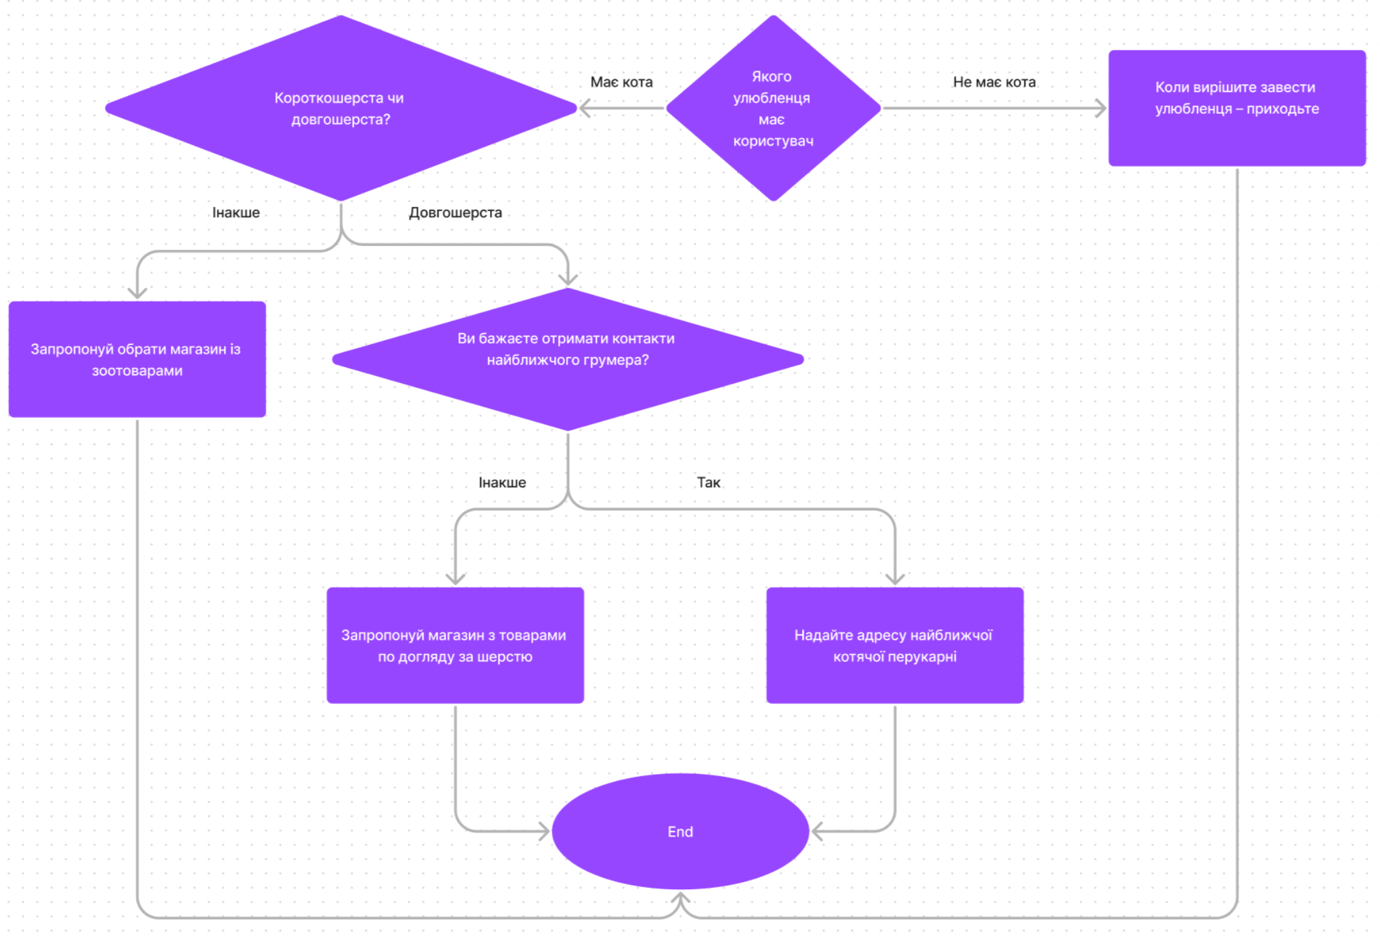 Короткошерста чи
довгошерста?
Має кота
Якого
улюбленця
має
користувач
Не має кота
Коли вирішите завести
улюбленця – приходьте
Інакше
Довгошерста
Запропонуй обрати магазин із
зоотоварами
Ви бажаєте отримати контакти
найближчого грумера?
Інакше
Так
Запропонуй магазин з товарами
по догляду за шерстю
Надайте адресу найближчої
котячої перукарні
End